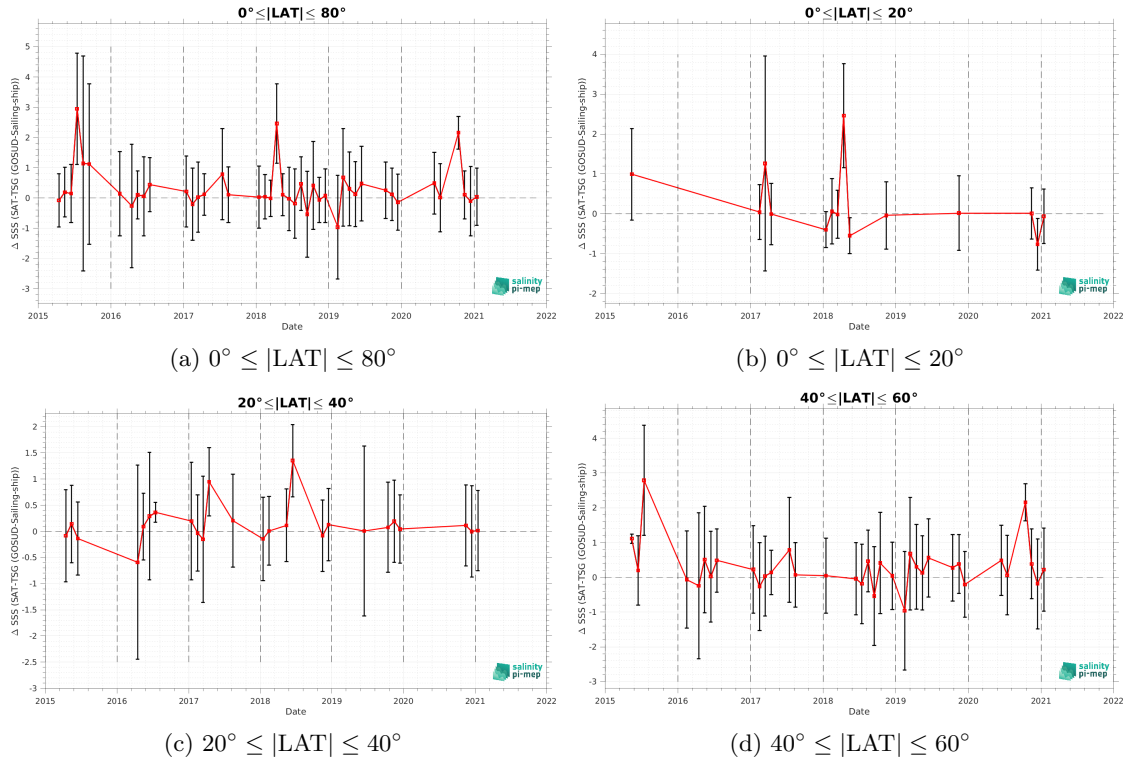 0°≤|LAT|≤ 80°
Δ SSS (SAT-TSG (GOSUD-Sailing-ship))
5
4
3
2
1
0
-1
-2
-3
2015 2016 2017 2018 2019 2020 2021 2022
Date
salinity
pi-mep
(a) 0° ≤ |LAT| ≤ 80°
0°≤|LAT|≤ 20°
Δ SSS (SAT-TSG (GOSUD-Sailing-ship))
4
3
2
1
0
-1
-2
2015 2016 2017 2018 2019 2020 2021 2022
Date
salinity
pi-mep
(b) 0° ≤ |LAT| ≤ 20°
20°≤|LAT|≤ 40°
Δ SSS (SAT-TSG (GOSUD-Sailing-ship))
2
1.5
1
0.5
0
-0.5
-1
-1.5
-2
-2.5
-3
2015 2016 2017 2018 2019 2020 2021 2022
Date
salinity
pi-mep
(c) 20° ≤ |LAT| ≤ 40°
40°≤|LAT|≤ 60°
Δ SSS (SAT-TSG (GOSUD-Sailing-ship))
4
3
2
1
0
-1
-2
-3
2015 2016 2017 2018 2019 2020 2021 2022
Date
salinity
pi-mep
(d) 40° ≤ |LAT| ≤ 60°